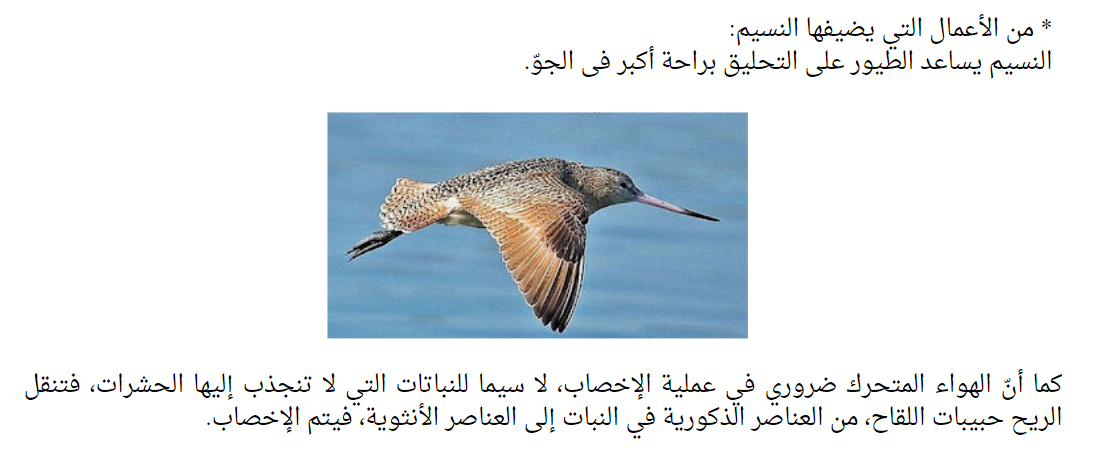 * من الأعمال التي يضيفها النسيم:
النسيم يساعد الطيور على التحليق براحة أكبر فى الجوّ.
كما أنّ الهواء المتحرك ضروري في عملية الإخصاب، لا سيما للنباتات التي لا تنجذب إليها الحشرات، فتنقل
الريح حبيبات اللقاح، من العناصر الذكورية في النبات إلى العناصر الأنثوية، فيتم الإخصاب.